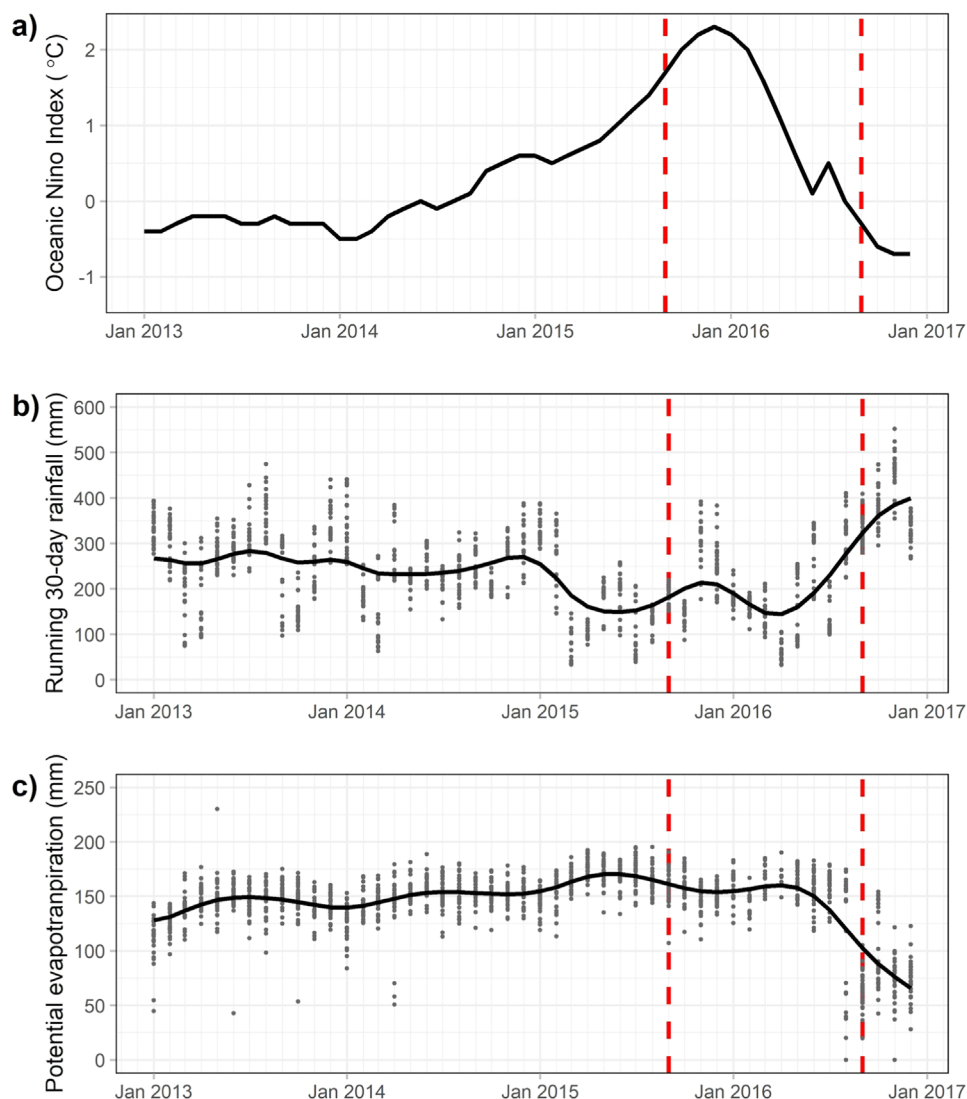 a)
Oceanic Nino Index ( °C)
2
1
0
-1
Jan 2013 Jan 2014 Jan 2015 Jan 2016 Jan 2017
b)
Running 30-day rainfall (mm)
600
500
400
300
200
100
0
Jan 2013 Jan 2014 Jan 2015 Jan 2016 Jan 2017
c)
Potential evapotranpiration (mm)
250
200
150
100
50
0
Jan 2013 Jan 2014 Jan 2015 Jan 2016 Jan 2017